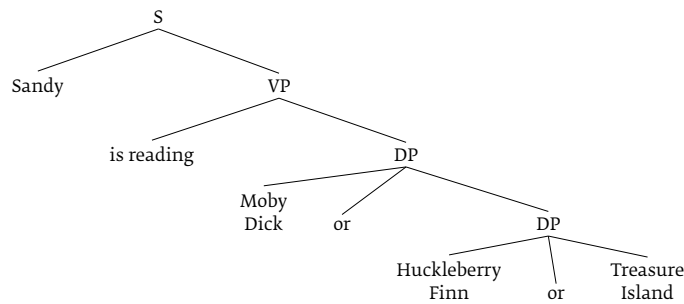 S
Sandy
VP
is reading
DP
Moby
Dick
or
DP
Huckleberry
Finn
or
Treasure
Island